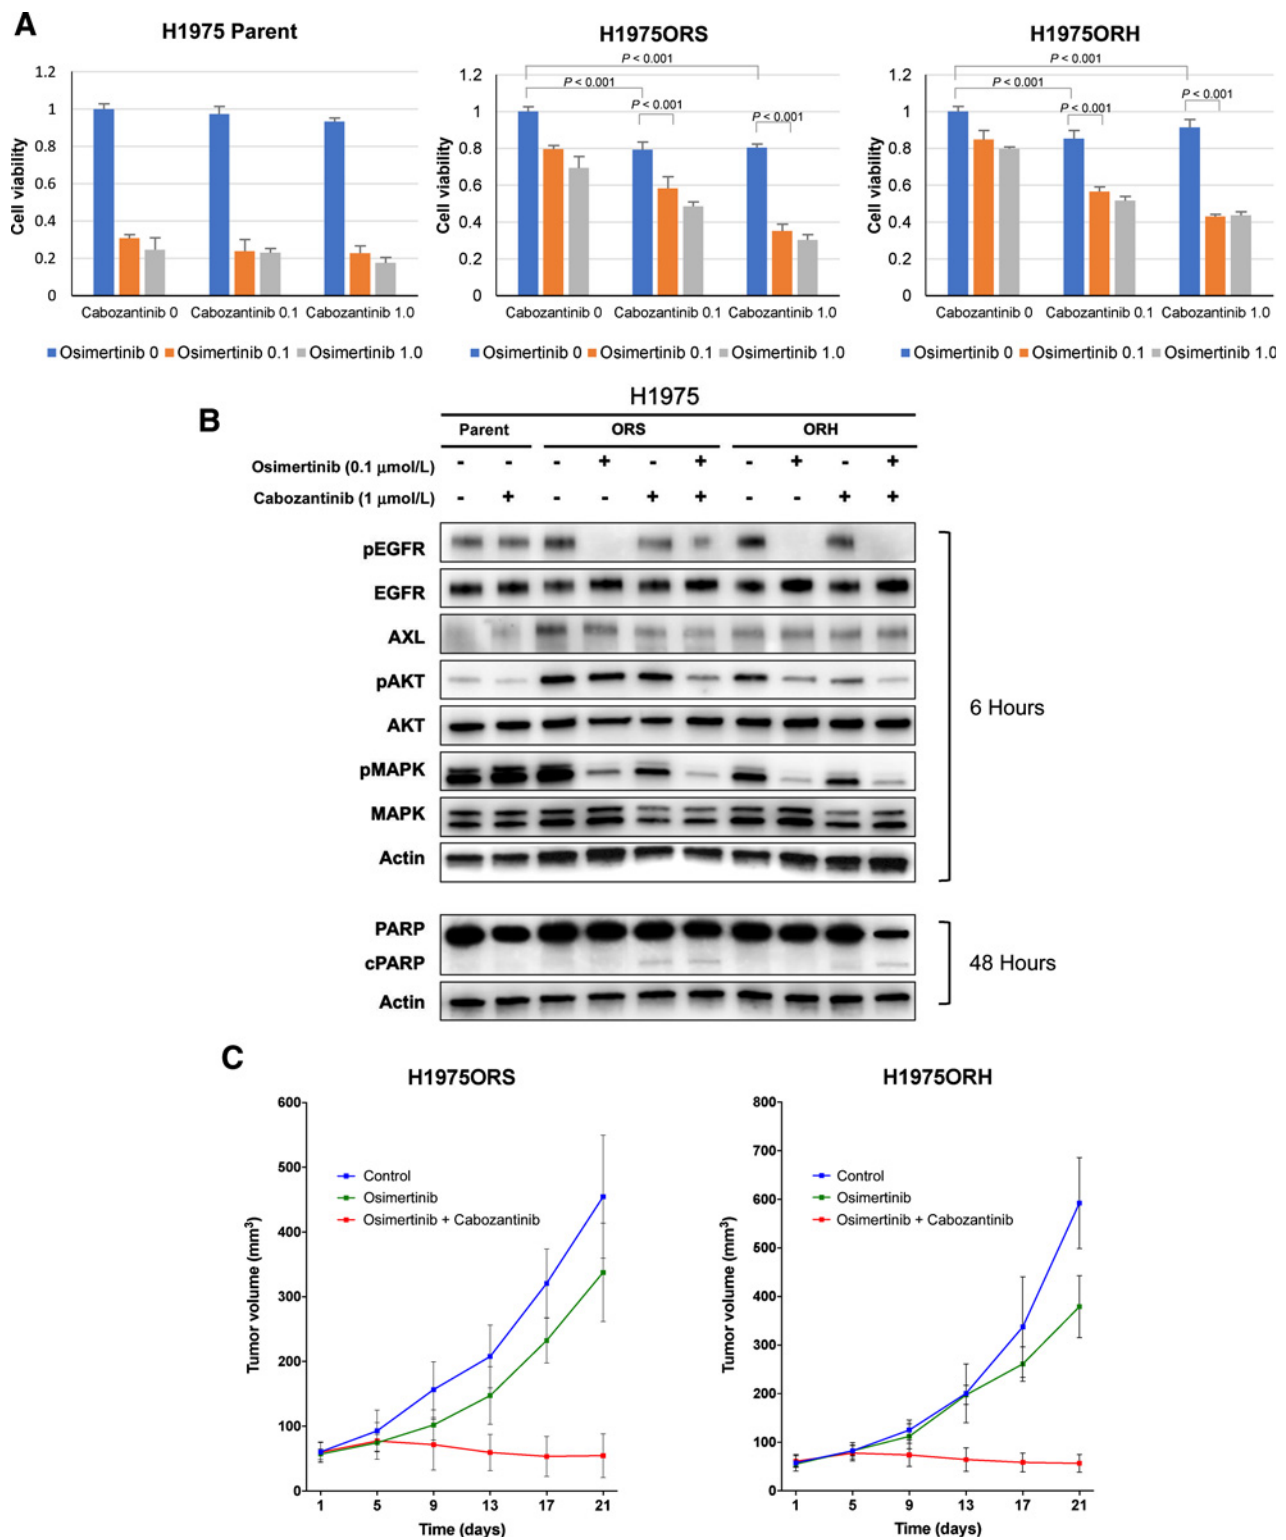 A
H1975 Parent
H1975ORS
H1975ORH
P < 0.001
P < 0.001
P < 0.001
P < 0.001
P < 0.001
P < 0.001
P < 0.001
P < 0.001
Cell viability
1.2
1
0.8
0.6
0.4
0.2
0
Cabozantinib 0
Cabozantinib 0.1
Cabozantinib 1.0
Osimertinib 0
Osimertinib 0.1
Osimertinib 1.0
Cell viability
1.2
1
0.8
0.6
0.4
0.2
0
Cabozantinib 0
Cabozantinib 0.1
Cabozantinib 1.0
Osimertinib 0
Osimertinib 0.1
Osimertinib 1.0
Cell viability
1.2
1
0.8
0.6
0.4
0.2
0
Cabozantinib 0
Cabozantinib 0.1
Cabozantinib 1.0
Osimertinib 0
Osimertinib 0.1
Osimertinib 1.0
B
H1975
Parent ORS ORH
Osimertinib (0.1 µmol/L) - - - + - + - + - +
Cabozantinib (1 µmol/L) - + - - + + - - + +
pEGFR
EGFR
AXL
pAKT
AKT
pMAPK
MAPK
Actin
6 Hours
PARP
cPARP
Actin
48 Hours
C
H1975ORS
Tumor volume (mm³)
600
500
400
300
200
100
0
Control
Osimertinib
Osimertinib + Cabozantinib
1 5 9 13 17 21
Time (days)
H1975ORH
Tumor volume (mm³)
800
700
600
500
400
300
200
100
0
Control
Osimertinib
Osimertinib + Cabozantinib
1 5 9 13 17 21
Time (days)